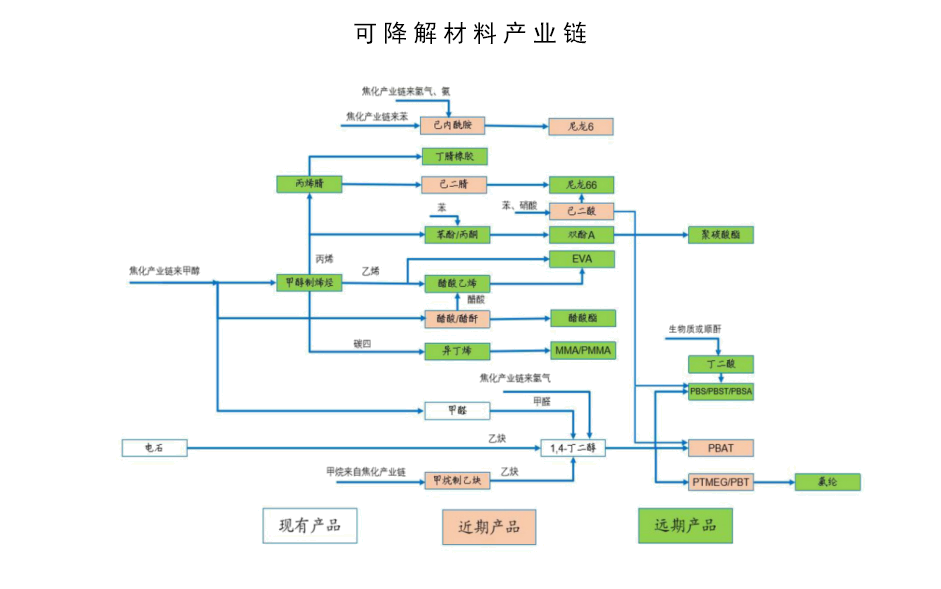 可降解材料产业链
焦化产业链来氢气、氨
焦化产业链来苯
己内酰胺
尼龙6
丁腈橡胶
丙烯腈
己二腈
尼龙66
苯
苯、硝酸
己二酸
苯酚/丙酮
双酚A
聚碳酸酯
丙烯
EVA
焦化产业链来甲醇
乙烯
甲醇制烯烃
醋酸乙烯
醋酸
醋酸/醋酐
醋酸酯
生物质或顺酐
碳四
异丁烯
MMA/PMMA
丁二酸
焦化产业链来氢气
PBS/PBST/PBSA
甲醛
甲醛
乙炔
电石
1,4-丁二醇
PBAT
甲烷来自焦化产业链
乙炔
甲烷制乙炔
PTMEG/PBT
氨纶
现有产品
近期产品
远期产品